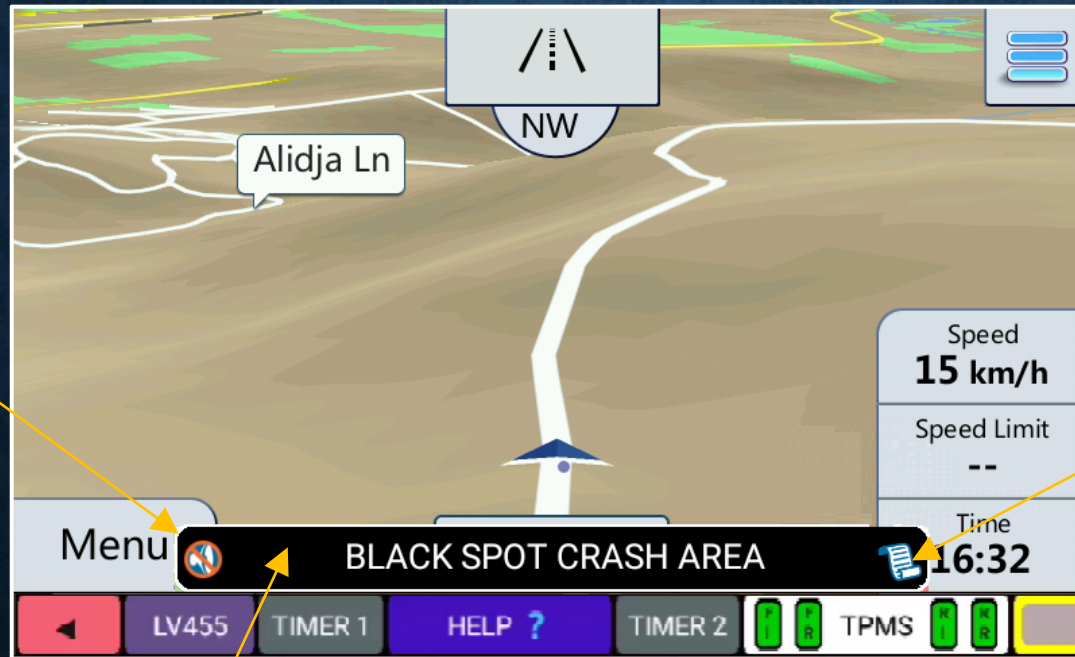 NW
Alidja Ln
Speed
15 km/h
Speed Limit
--
Time
16:32
Menu
BLACK SPOT CRASH AREA
LV455
TIMER 1
HELP ?
TIMER 2
TPMS